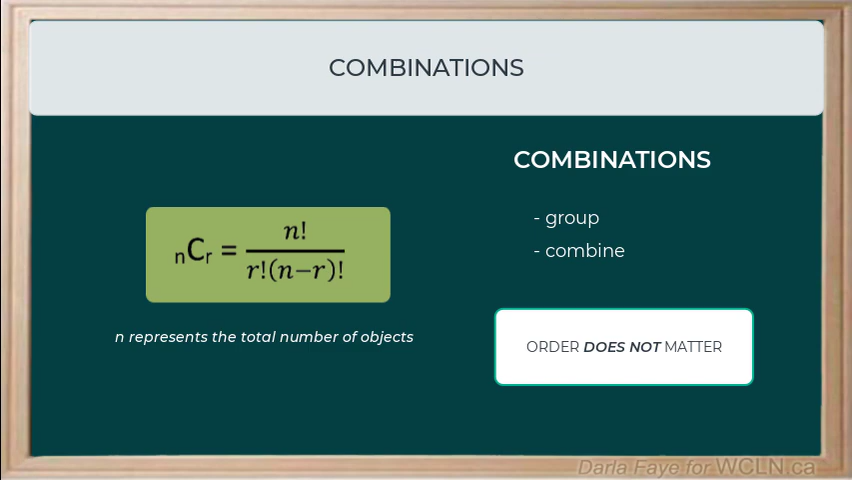 COMBINATIONS
nCr = n! / r!(n−r)!
n represents the total number of objects
COMBINATIONS
- group
- combine
ORDER DOES NOT MATTER
Darla Faye for WCLN.ca